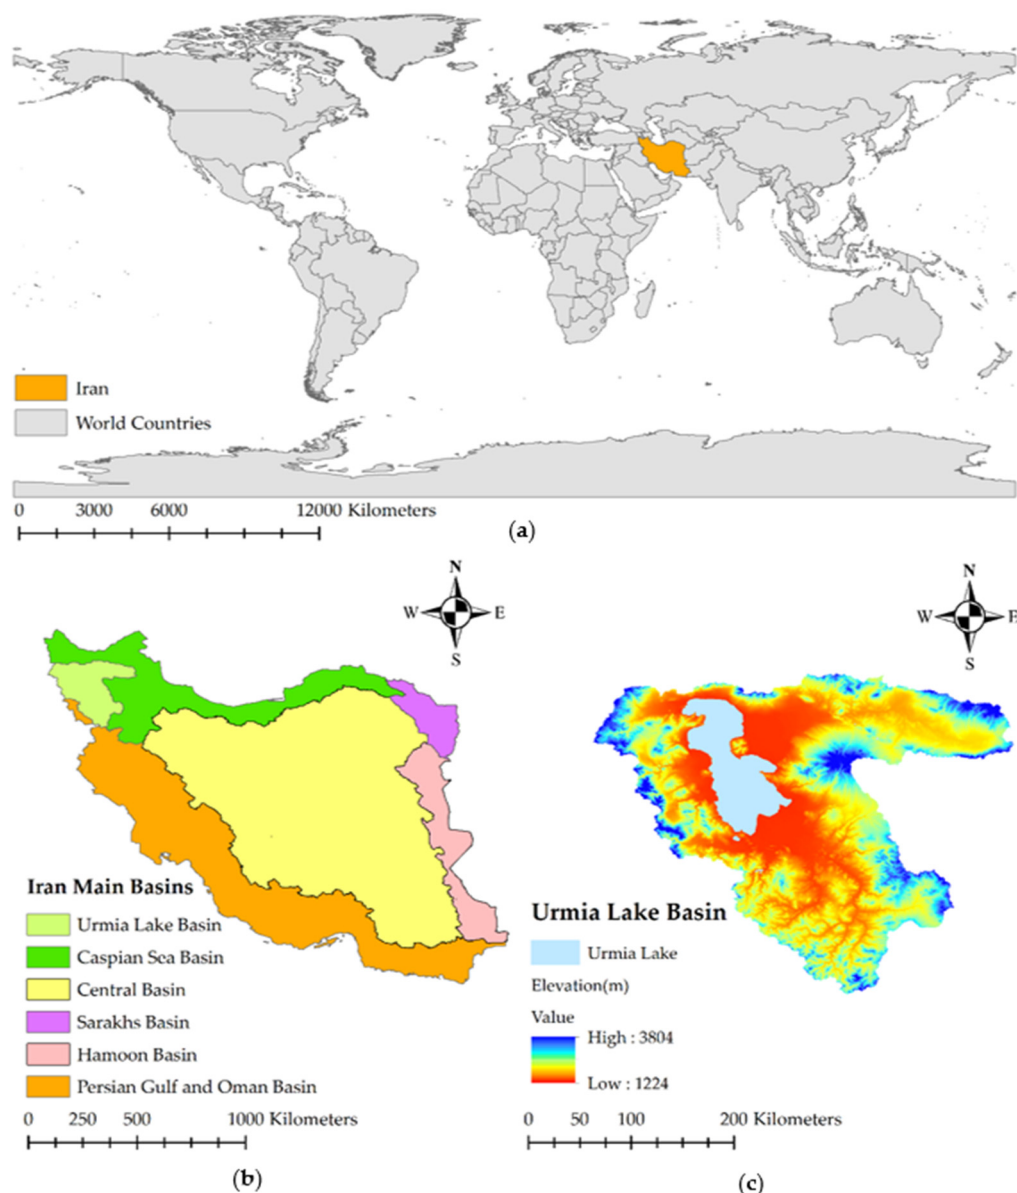 Iran
World Countries
0 3000 6000 12000 Kilometers
(a)
N
W E
S
N
W E
S
Iran Main Basins
Urmia Lake Basin
Caspian Sea Basin
Central Basin
Sarakhs Basin
Hamoon Basin
Persian Gulf and Oman Basin
0 250 500 1000 Kilometers
(b)
Urmia Lake Basin
Urmia Lake
Elevation(m)
Value
High : 3804
Low : 1224
0 50 100 200 Kilometers
(c)